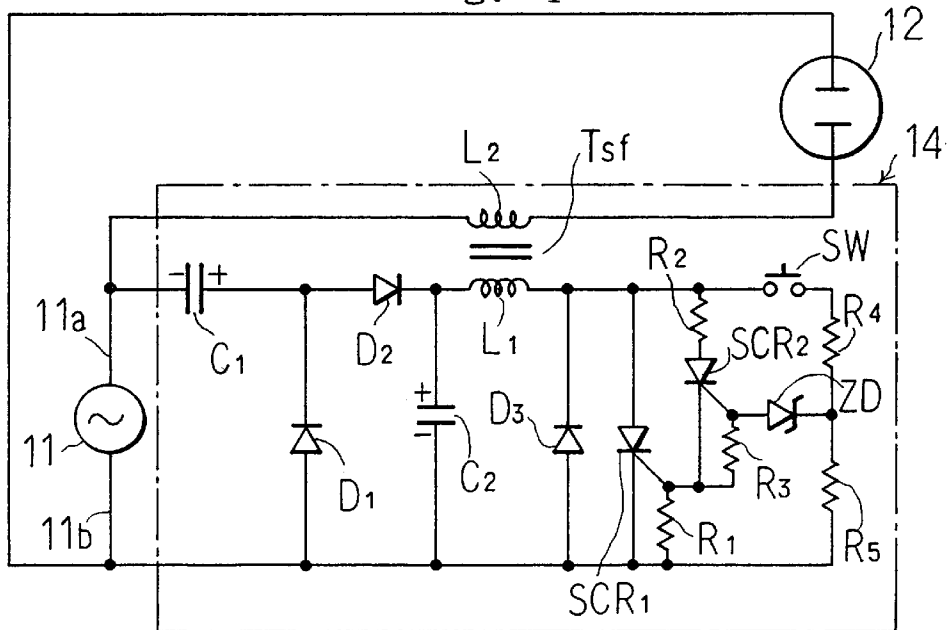 12
14
L2
Tsf
SW
R2
11a
C1
D2
L1
SCR2
R4
ZD
11
D1
C2
D3
R3
11b
R1
R5
SCR1
- +
+
-